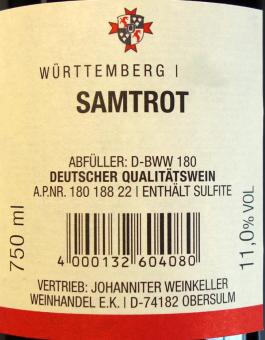 WÜRTTEMBERG |
SAMTROT
ABFÜLLER: D-BWW 180
DEUTSCHER QUALITÄTSWEIN
A.P.NR. 180 188 22 | ENTHÄLT SULFITE
750 ml
11,0% VOL
4 000132 604080
VERTRIEB: JOHANNITER WEINKELLER
WEINHANDEL E.K. | D-74182 OBERSULM